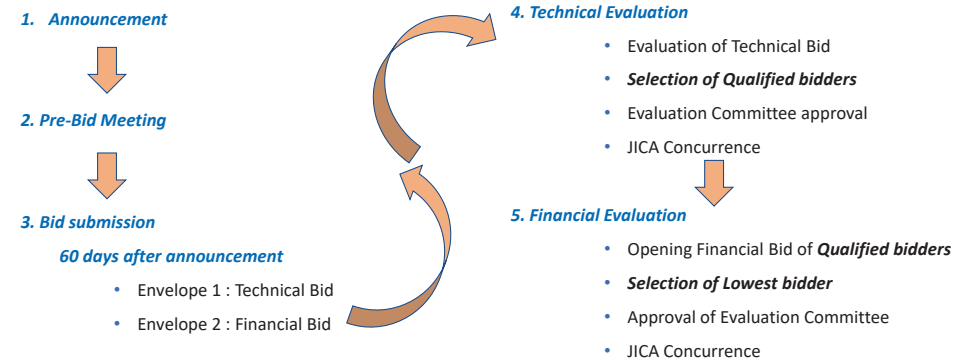 1. Announcement
2. Pre-Bid Meeting
3. Bid submission
60 days after announcement
• Envelope 1 : Technical Bid
• Envelope 2 : Financial Bid
4. Technical Evaluation
• Evaluation of Technical Bid
• Selection of Qualified bidders
• Evaluation Committee approval
• JICA Concurrence
5. Financial Evaluation
• Opening Financial Bid of Qualified bidders
• Selection of Lowest bidder
• Approval of Evaluation Committee
• JICA Concurrence